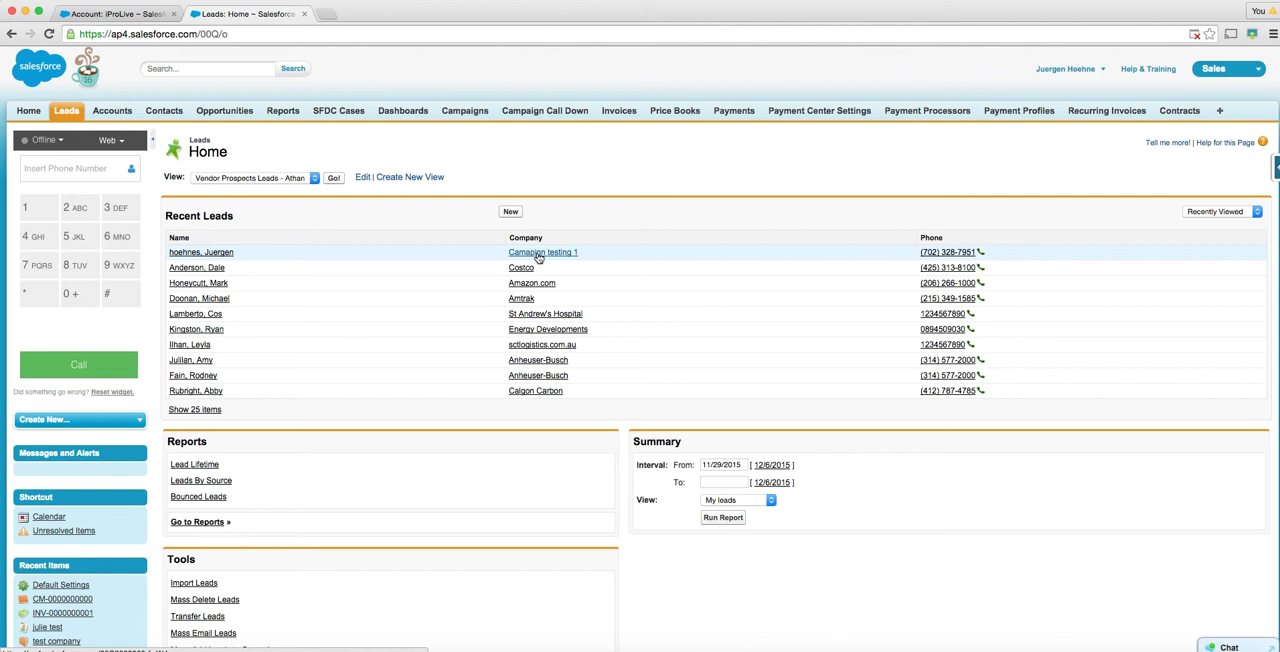 Account: iProLive ~ Salesf
Leads: Home ~ Salesforce
You
https://ap4.salesforce.com/00Q/o
salesforce
16
Search...
Search
Juergen Hoehne
Help & Training
Sales
Home
Leads
Accounts
Contacts
Opportunities
Reports
SFDC Cases
Dashboards
Campaigns
Campaign Call Down
Invoices
Price Books
Payments
Payment Center Settings
Payment Processors
Payment Profiles
Recurring Invoices
Contracts
+
Offline
Web
Insert Phone Number
1
2 ABC
3 DEF
4 GHI
5 JKL
6 MNO
7 PQRS
8 TUV
9 WXYZ
*
0 +
#
Call
Did something go wrong? Reset widget.
Create New...
Messages and Alerts
Shortcut
Calendar
Unresolved Items
Recent Items
Default Settings
CM-0000000000
INV-0000000001
julie test
test company
Leads
Home
Tell me more! | Help for this Page
View: Vendor Prospects Leads - Athan Go! Edit | Create New View
Recent Leads
New
Recently Viewed
Name Company Phone
hoehnes, Juergen Camapign testing 1 (702) 328-7951
Anderson, Dale Costco (425) 313-8100
Honeycutt, Mark Amazon.com (206) 266-1000
Doonan, Michael Amtrak (215) 349-1585
Lamberto, Cos St Andrew's Hospital 1234567890
Kingston, Ryan Energy Developments 0894509030
Ilhan, Leyla sctlogistics.com.au 1234567890
Julilan, Amy Anheuser-Busch (314) 577-2000
Fain, Rodney Anheuser-Busch (314) 577-2000
Rubright, Abby Calgon Carbon (412) 787-4785
Show 25 items
Reports
Lead Lifetime
Leads By Source
Bounced Leads
Go to Reports »
Summary
Interval: From: 11/29/2015 [ 12/6/2015 ]
To: [ 12/6/2015 ]
View: My leads
Run Report
Tools
Import Leads
Mass Delete Leads
Transfer Leads
Mass Email Leads
Chat